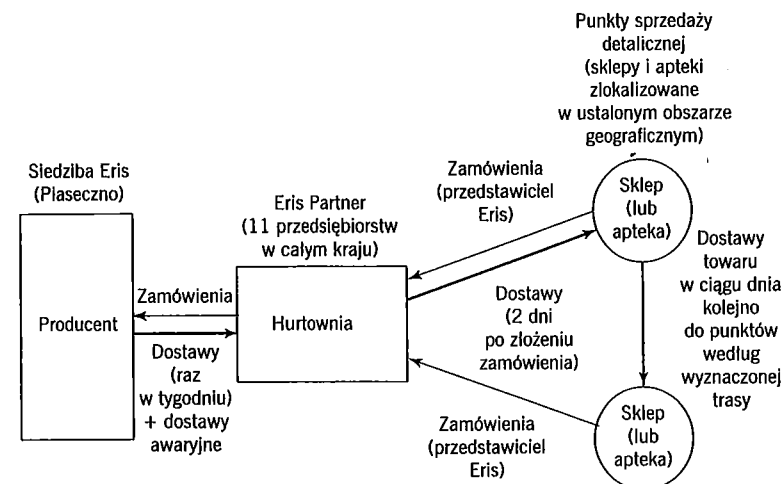 Punkty sprzedaży
detalicznej
(sklepy i apteki
zlokalizowane
w ustalonym obszarze
geograficznym)
Siedziba Eris
(Piaseczno)
Producent
Zamówienia
Dostawy
(raz
w tygodniu)
+ dostawy
awaryjne
Eris Partner
(11 przedsiębiorstw
w całym kraju)
Hurtownia
Zamówienia
(przedstawiciel
Eris)
Dostawy
(2 dni
po złożeniu
zamówienia)
Zamówienia
(przedstawiciel
Eris)
Sklep
(lub
apteka)
Dostawy
towaru
w ciągu dnia
kolejno
do punktów
według
wyznaczonej
trasy
Sklep
(lub
apteka)